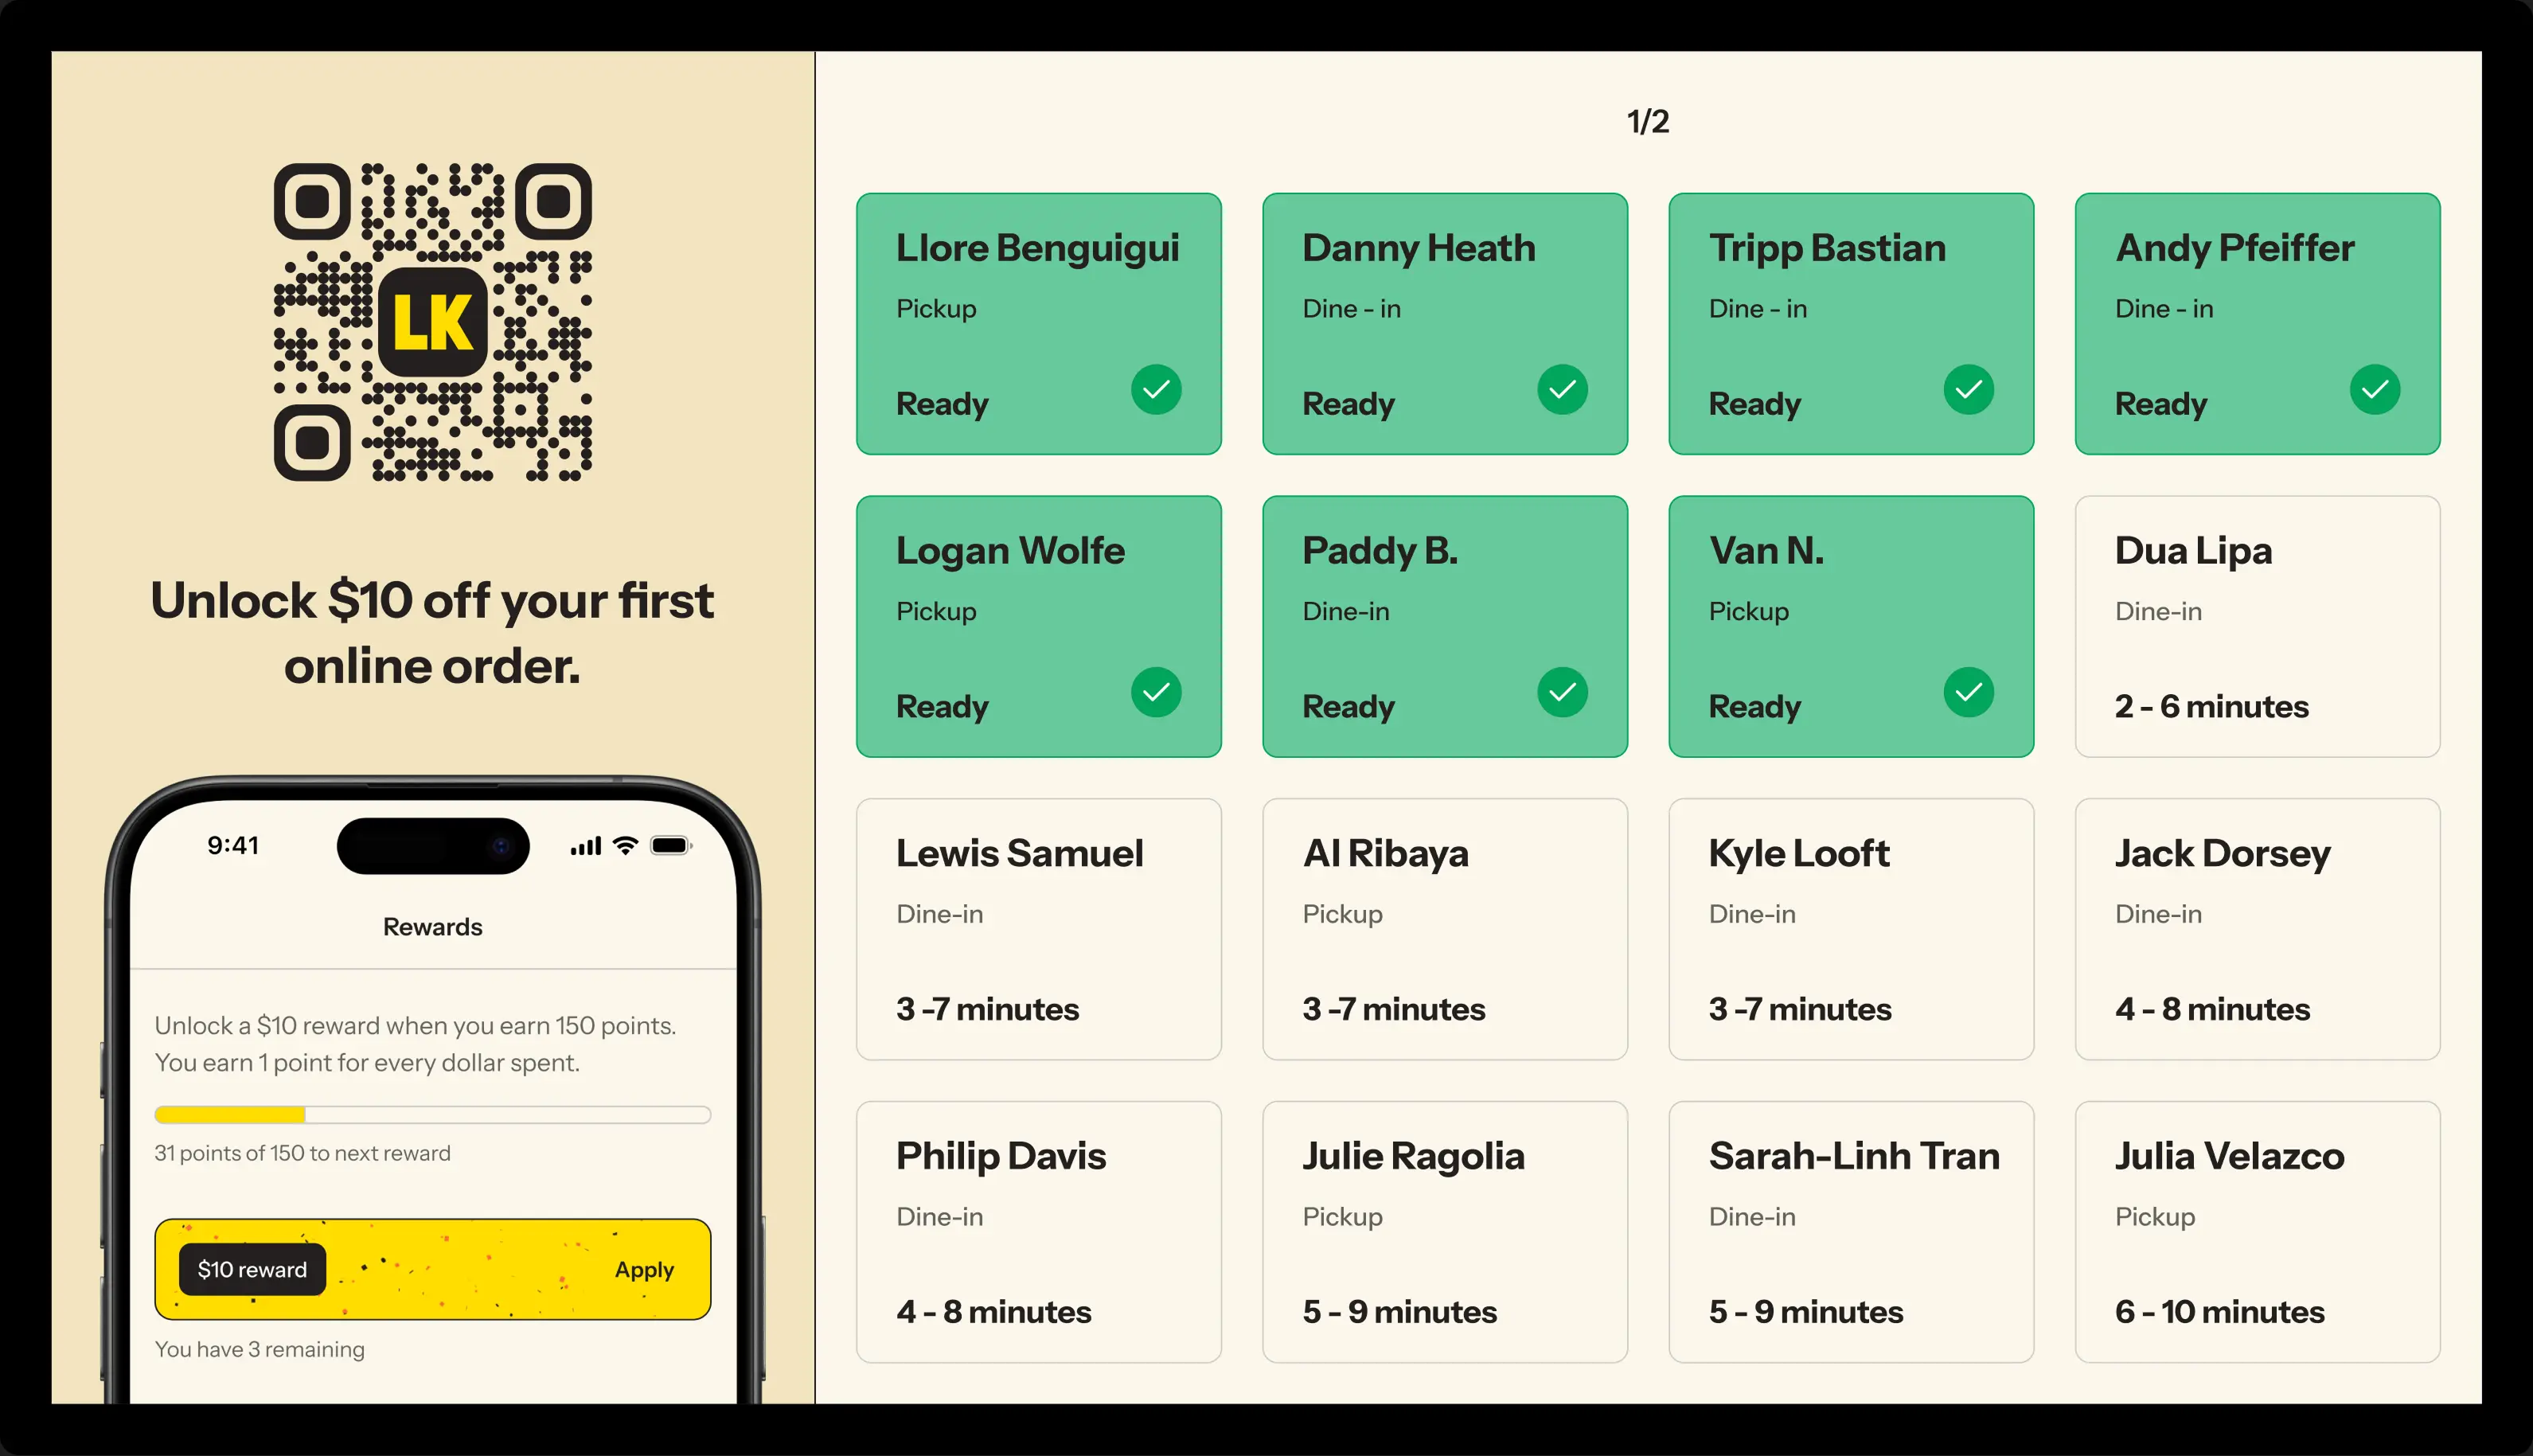 LK
Unlock $10 off your first
online order.
9:41
Rewards
Unlock a $10 reward when you earn 150 points.
You earn 1 point for every dollar spent.
31 points of 150 to next reward
$10 reward
Apply
You have 3 remaining
1/2
Llore Benguigui
Pickup
Ready
Danny Heath
Dine - in
Ready
Tripp Bastian
Dine - in
Ready
Andy Pfeiffer
Dine - in
Ready
Logan Wolfe
Pickup
Ready
Paddy B.
Dine-in
Ready
Van N.
Pickup
Ready
Dua Lipa
Dine-in
2 - 6 minutes
Lewis Samuel
Dine-in
3 -7 minutes
Al Ribaya
Pickup
3 -7 minutes
Kyle Looft
Dine-in
3 -7 minutes
Jack Dorsey
Dine-in
4 - 8 minutes
Philip Davis
Dine-in
4 - 8 minutes
Julie Ragolia
Pickup
5 - 9 minutes
Sarah-Linh Tran
Dine-in
5 - 9 minutes
Julia Velazco
Pickup
6 - 10 minutes